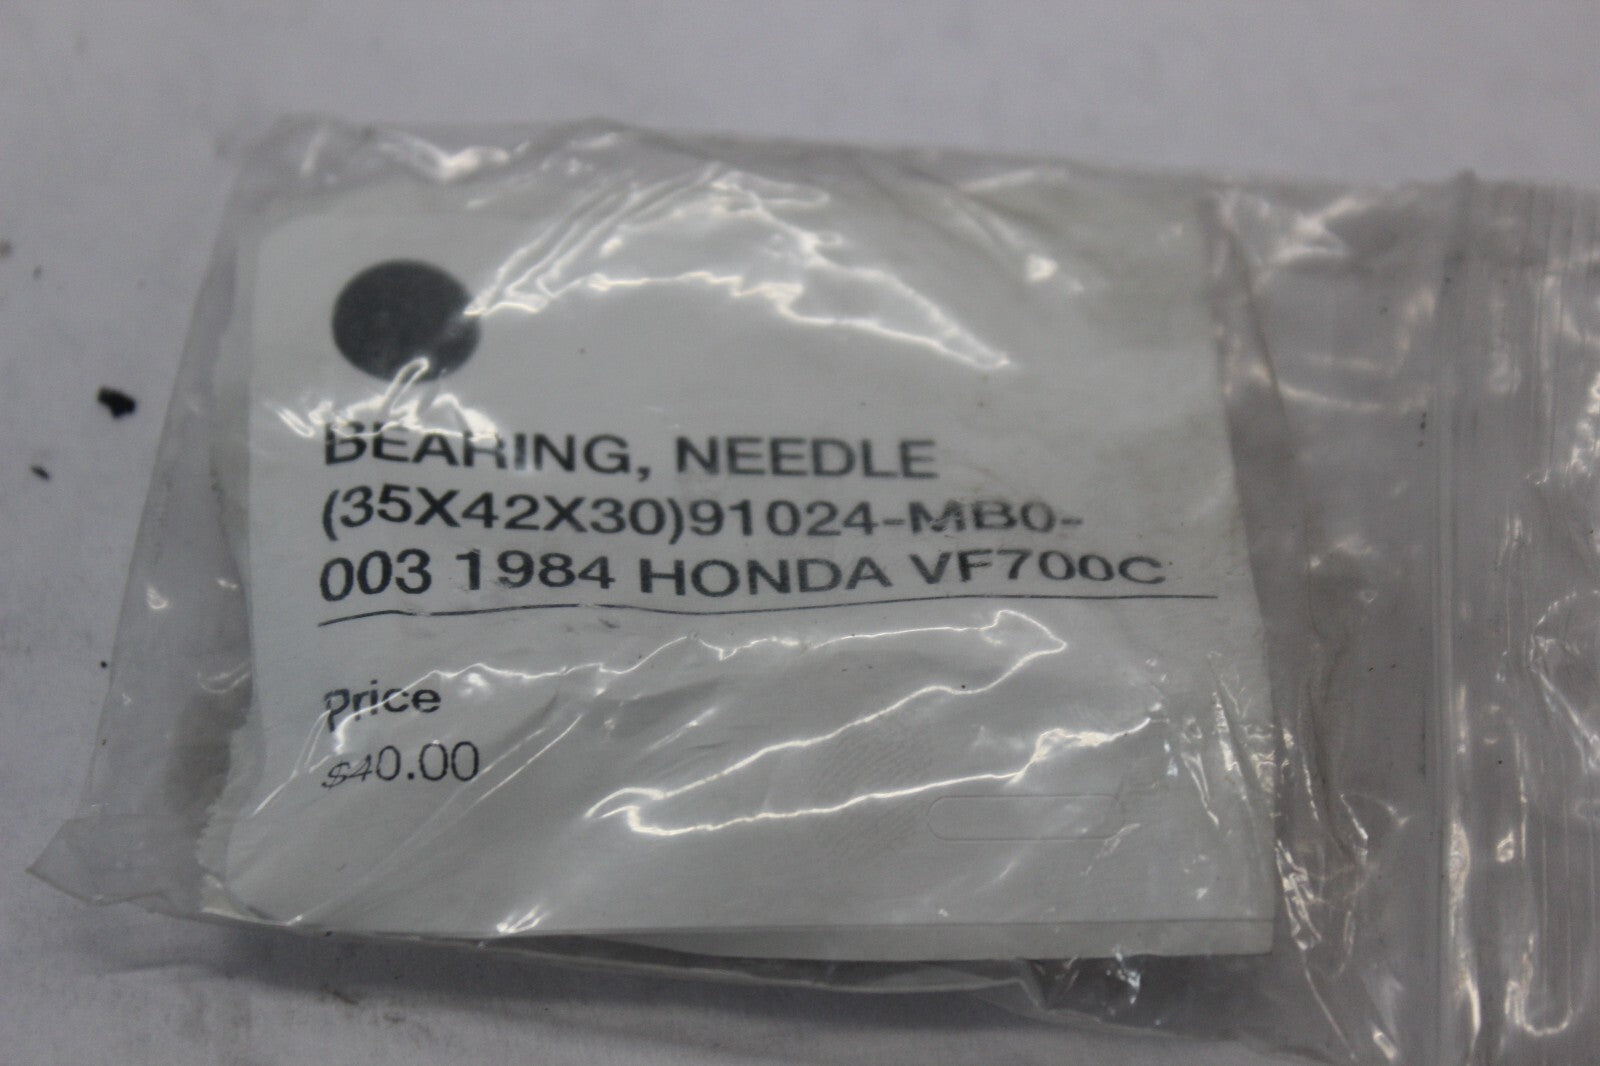 BEARING, NEEDLE
(35X42X30)91024-MB0-
003 1984 HONDA VF700C
Price
$40.00